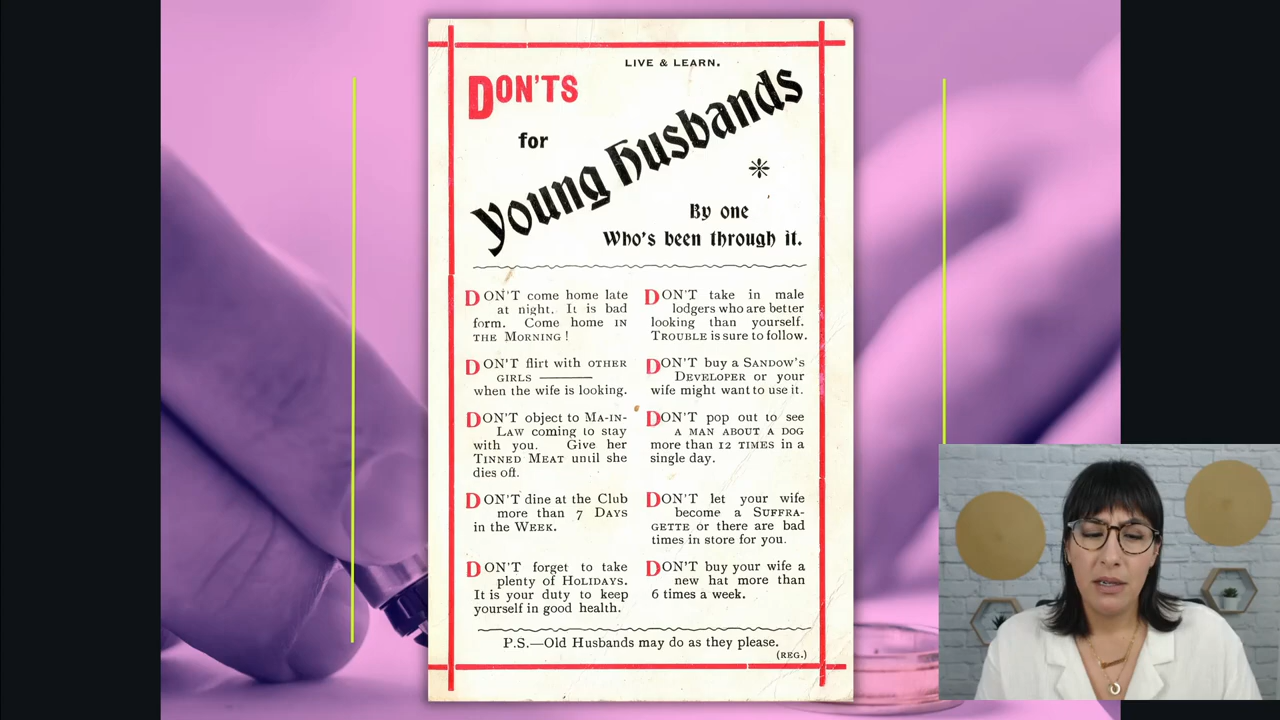 LIVE & LEARN.
DON'TS
for
Young Husbands
By one
Who's been through it.
DON'T come home late
at night. It is bad
form. Come home IN
THE MORNING !
DON'T flirt with OTHER
GIRLS ————
when the wife is looking.
DON'T object to MA-IN-
LAW coming to stay
with you. Give her
TINNED MEAT until she
dies off.
DON'T dine at the Club
more than 7 DAYS
in the WEEK.
DON'T forget to take
plenty of HOLIDAYS.
It is your duty to keep
yourself in good health.
DON'T take in male
lodgers who are better
looking than yourself.
TROUBLE is sure to follow.
DON'T buy a SANDOW'S
DEVELOPER or your
wife might want to use it.
DON'T pop out to see
A MAN ABOUT A DOG
more than 12 TIMES in a
single day.
DON'T let your wife
become a SUFFRA-
GETTE or there are bad
times in store for you.
DON'T buy your wife a
new hat more than
6 times a week.
P.S.—Old Husbands may do as they please.
(REG.)